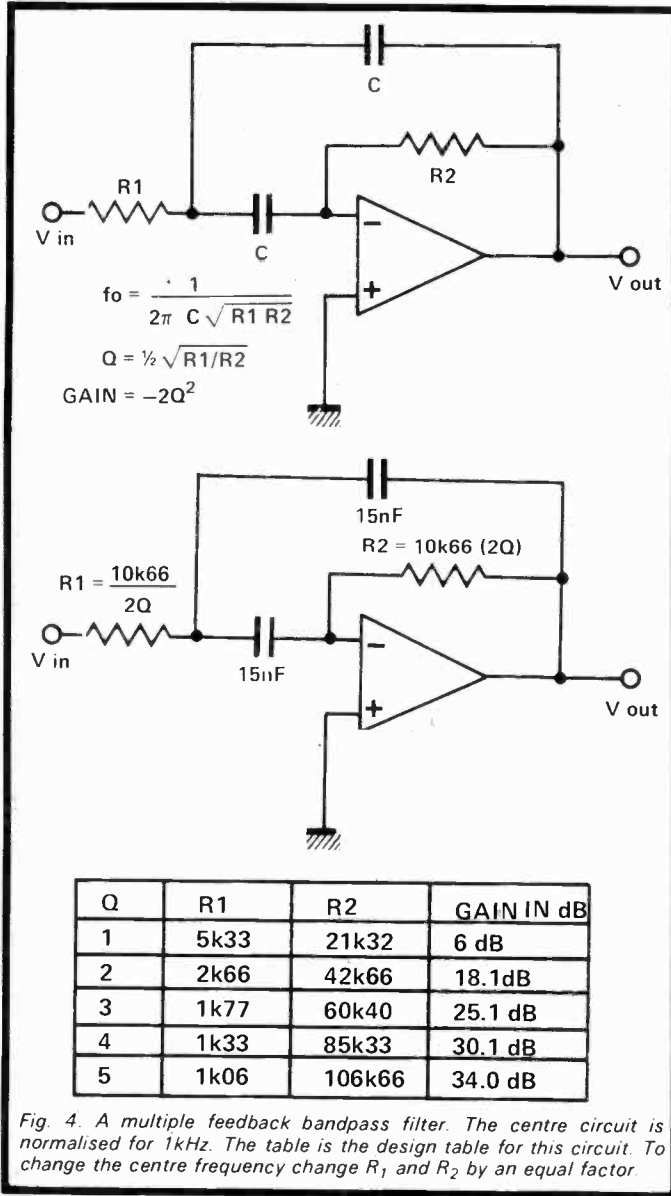 C
R2
R1
V in
C
V out
fo = 1 / 2π C √R1 R2
Q = ½ √R1/R2
GAIN = −2Q²
15nF
R2 = 10k66 (2Q)
R1 = 10k66 / 2Q
V in
15nF
V out
Q R1 R2 GAIN IN dB
1 5k33 21k32 6 dB
2 2k66 42k66 18.1dB
3 1k77 60k40 25.1 dB
4 1k33 85k33 30.1 dB
5 1k06 106k66 34.0 dB
Fig. 4. A multiple feedback bandpass filter. The centre circuit is
normalised for 1kHz. The table is the design table for this circuit. To
change the centre frequency change R₁ and R₂ by an equal factor.